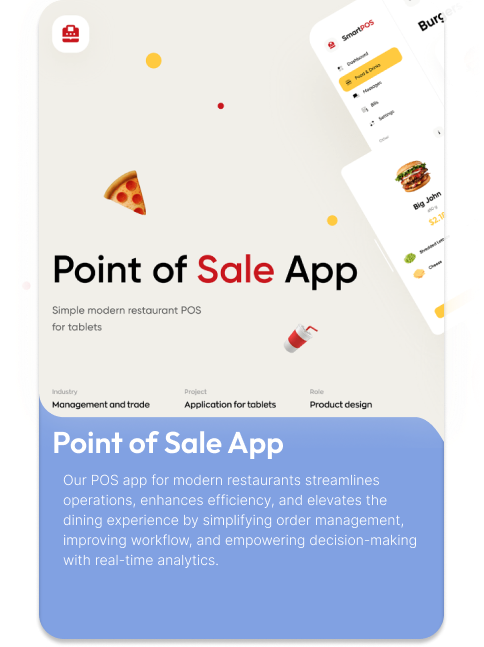 SmartPOS
Dashboard
Food & Drinks
Messages
Bills
Settings
Other
Burg
Big John
$2.1
Shredded Lett
Cheese
Point of Sale App
Simple modern restaurant POS
for tablets
Industry
Project
Role
Management and trade
Application for tablets
Product design
Point of Sale App
Our POS app for modern restaurants streamlines
operations, enhances efficiency, and elevates the
dining experience by simplifying order management,
improving workflow, and empowering decision-making
with real-time analytics.